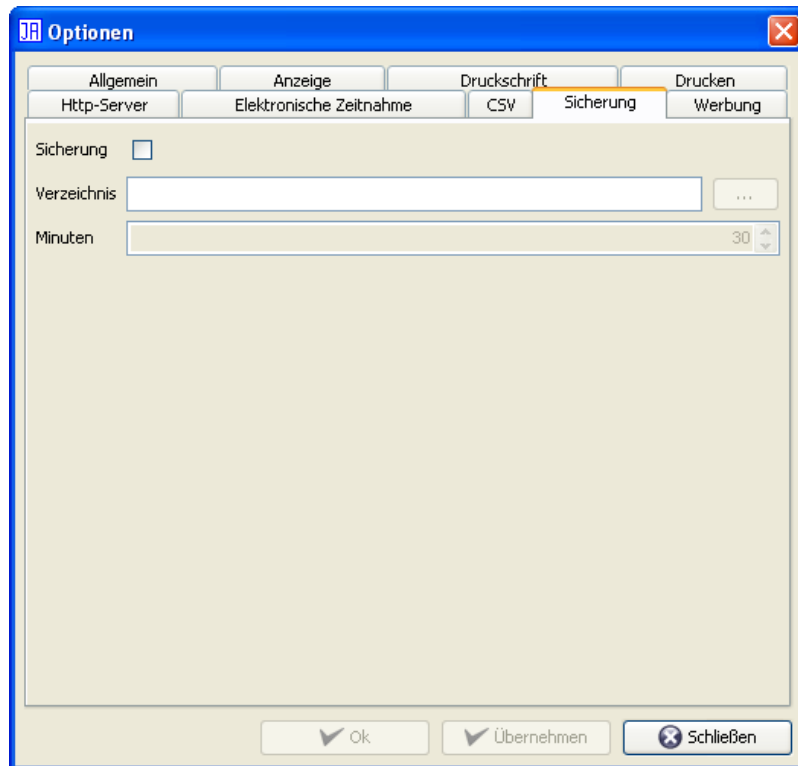 JA Optionen
Allgemein Anzeige Druckschrift Drucken
Http-Server Elektronische Zeitnahme CSV Sicherung Werbung
Sicherung
Verzeichnis ...
Minuten 30
Ok Übernehmen Schließen